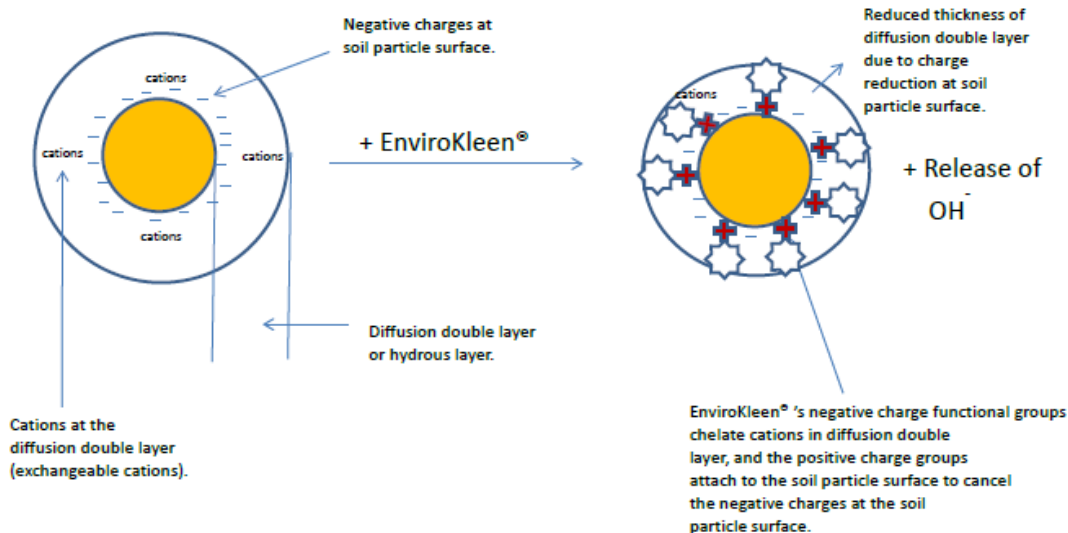 Negative charges at
soil particle surface.
cations
cations
cations
cations
+ EnviroKleen®
Diffusion double layer
or hydrous layer.
Cations at the
diffusion double layer
(exchangeable cations).
Reduced thickness of
diffusion double layer
due to charge
reduction at soil
particle surface.
cations
+ Release of
OH⁻
EnviroKleen® 's negative charge functional groups
chelate cations in diffusion double
layer, and the positive charge groups
attach to the soil particle surface to cancel
the negative charges at the soil
particle surface.